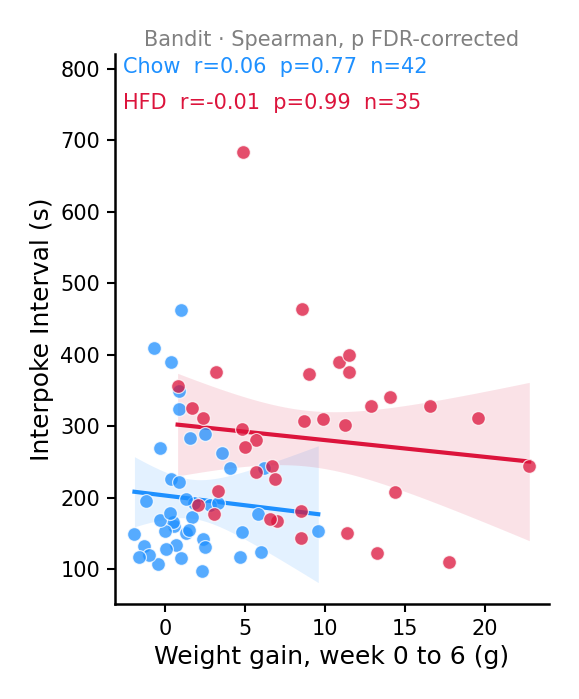 Bandit · Spearman, p FDR-corrected
Chow r=0.06 p=0.77 n=42
HFD r=-0.01 p=0.99 n=35
800
700
600
500
400
300
200
100
Interpoke Interval (s)
0 5 10 15 20
Weight gain, week 0 to 6 (g)